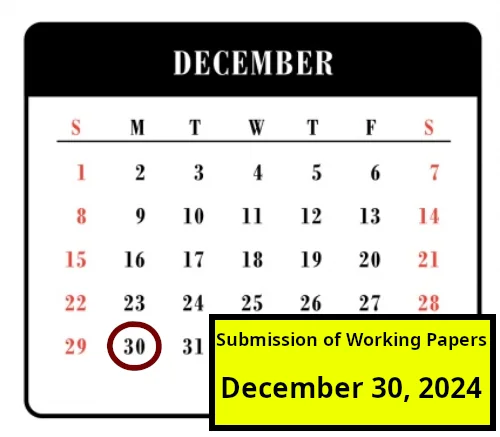 DECEMBER
S M T W T F S
1 2 3 4 5 6 7
8 9 10 11 12 13 14
15 16 17 18 19 20 21
22 23 24 25 26 27 28
29 30 31
Submission of Working Papers
December 30, 2024